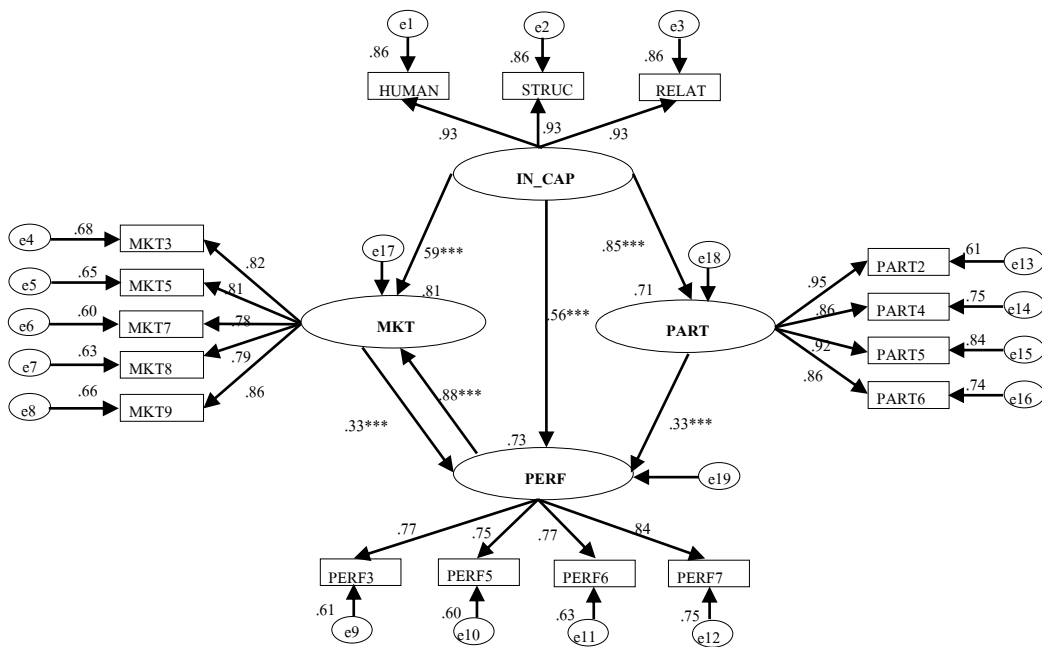 e1
e2
e3
.86
.86
.86
HUMAN
STRUC
RELAT
.93
.93
.93
IN_CAP
e4
.68
MKT3
e5
.65
MKT5
e6
.60
MKT7
e7
.63
MKT8
e8
.66
MKT9
.82
.81
.78
.79
.86
e17
59***
.81
MKT
.56***
.85***
e18
.71
PART
.95
.86
.92
.86
PART2
.61
e13
PART4
.75
e14
PART5
.84
e15
PART6
.74
e16
.33***
.88***
.33***
.73
PERF
e19
.77
.75
.77
.84
PERF3
PERF5
PERF6
PERF7
.61
.60
.63
.75
e9
e10
e11
e12